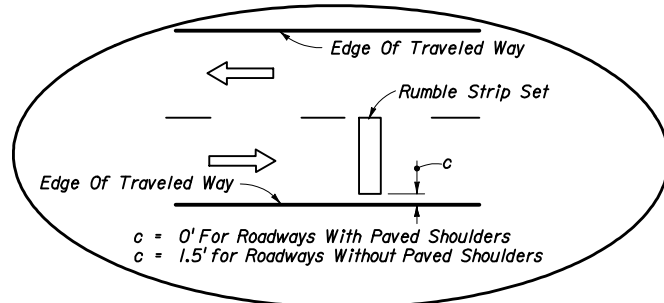 Edge Of Traveled Way
Rumble Strip Set
c
Edge Of Traveled Way
c = 0' For Roadways With Paved Shoulders
c = 1.5' for Roadways Without Paved Shoulders